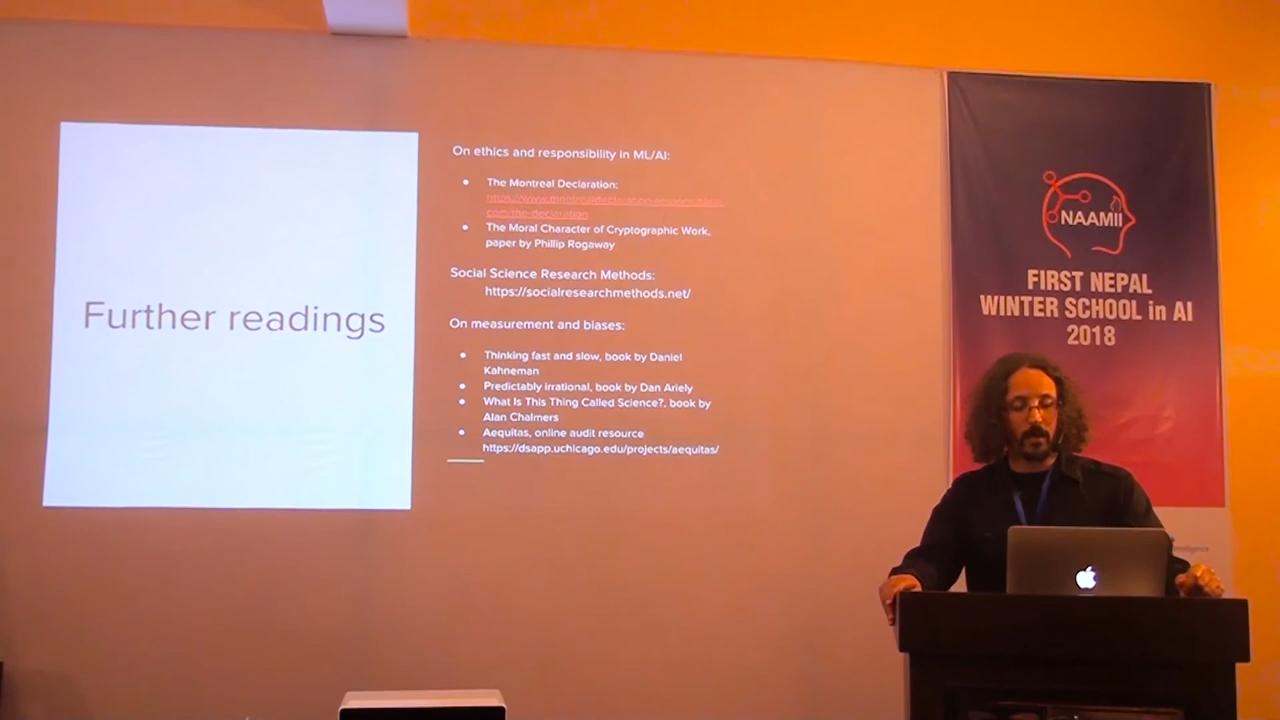 Further readings
On ethics and responsibility in ML/AI:
The Montreal Declaration:
com/the-declaration
The Moral Character of Cryptographic Work,
paper by Phillip Rogaway
Social Science Research Methods:
https://socialresearchmethods.net/
On measurement and biases:
Thinking fast and slow, book by Daniel
Kahneman
Predictably irrational, book by Dan Ariely
What Is This Thing Called Science?, book by
Alan Chalmers
Aequitas, online audit resource
https://dsapp.uchicago.edu/projects/aequitas/
NAAMII
FIRST NEPAL
WINTER SCHOOL in AI
2018